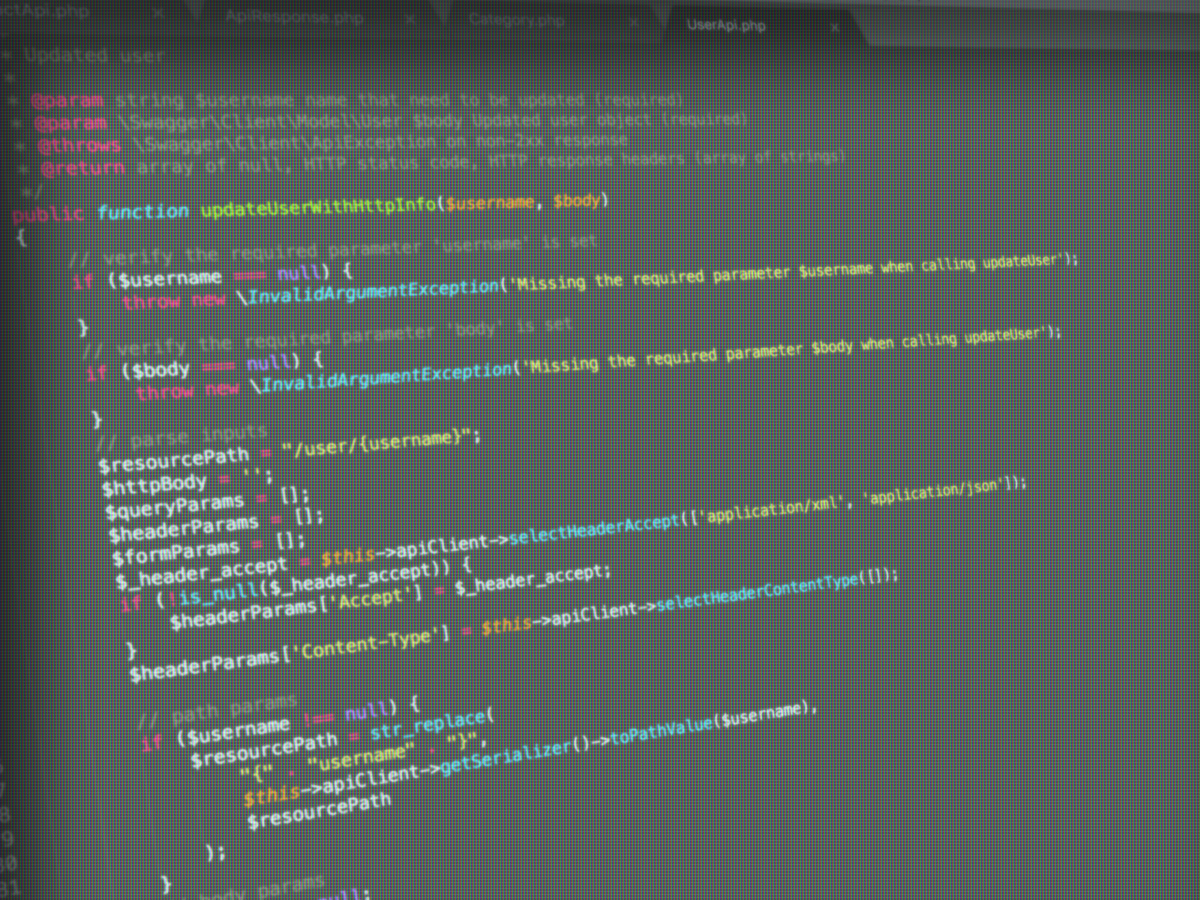 ctApi.php × ApiResponse.php × Category.php × UserApi.php ×
* Updated user
*
* @param string $username name that need to be updated (required)
* @param \Swagger\Client\Model\User $body Updated user object (required)
* @throws \Swagger\Client\ApiException on non-2xx response
* @return array of null, HTTP status code, HTTP response headers (array of strings)
*/
public function updateUserWithHttpInfo($username, $body)
{
// verify the required parameter 'username' is set
if ($username === null) {
throw new \InvalidArgumentException('Missing the required parameter $username when calling updateUser');
}
// verify the required parameter 'body' is set
if ($body === null) {
throw new \InvalidArgumentException('Missing the required parameter $body when calling updateUser');
}
// parse inputs
$resourcePath = "/user/{username}";
$httpBody = '';
$queryParams = [];
$headerParams = [];
$formParams = [];
$_header_accept = $this->apiClient->selectHeaderAccept(['application/xml', 'application/json']);
if (!is_null($_header_accept)) {
$headerParams['Accept'] = $_header_accept;
}
$headerParams['Content-Type'] = $this->apiClient->selectHeaderContentType([]);
// path params
if ($username !== null) {
$resourcePath = str_replace(
"{" . "username" . "}",
$this->apiClient->getSerializer()->toPathValue($username),
$resourcePath
);
}
body params
null;
7
8
9
30
31